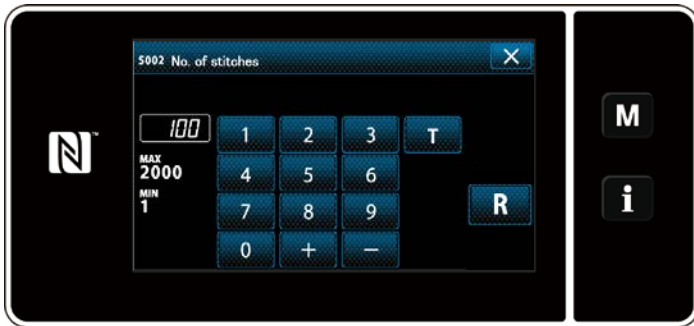 S002 No. of stitches
100
1 2 3 T
MAX
2000
4 5 6
MIN
1
7 8 9 R
0 + −
M
i
N™